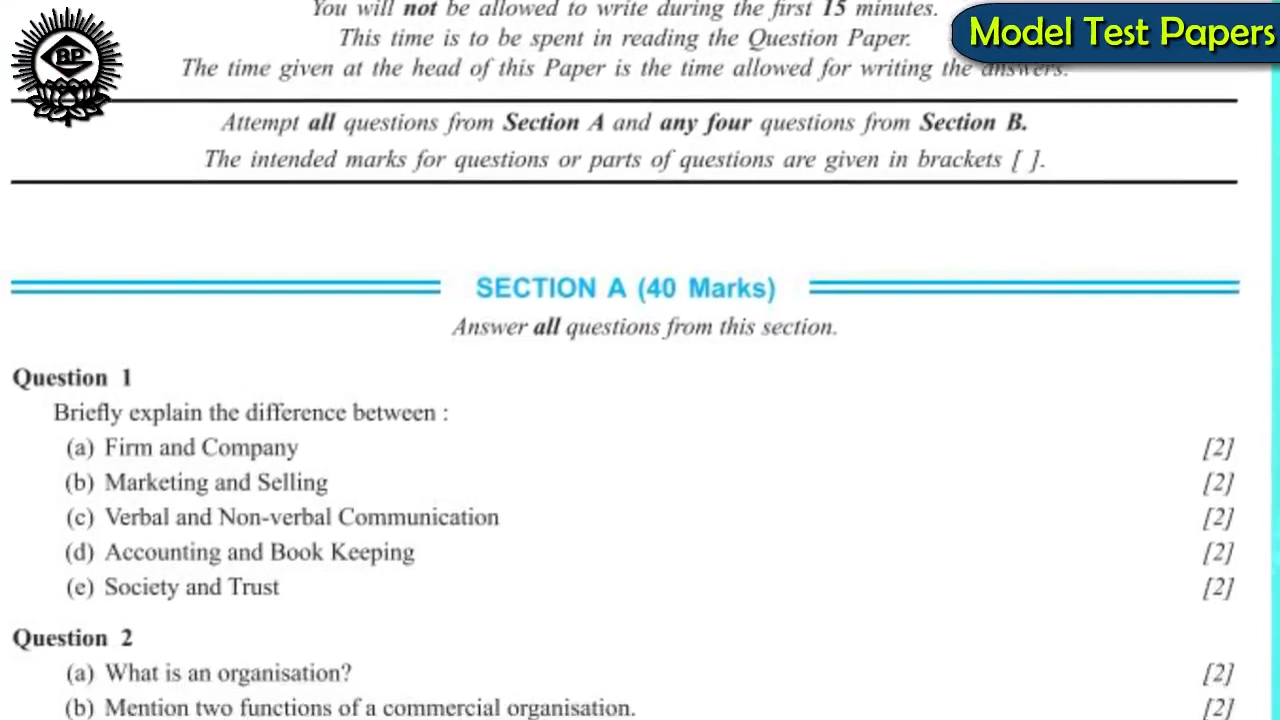 You will not be allowed to write during the first 15 minutes.
Model Test Papers
BP
This time is to be spent in reading the Question Paper.
The time given at the head of this Paper is the time allowed for writing the answers.
Attempt all questions from Section A and any four questions from Section B.
The intended marks for questions or parts of questions are given in brackets [ ].
SECTION A (40 Marks)
Answer all questions from this section.
Question 1
Briefly explain the difference between :
(a) Firm and Company [2]
(b) Marketing and Selling [2]
(c) Verbal and Non-verbal Communication [2]
(d) Accounting and Book Keeping [2]
(e) Society and Trust [2]
Question 2
(a) What is an organisation? [2]
(b) Mention two functions of a commercial organisation. [2]